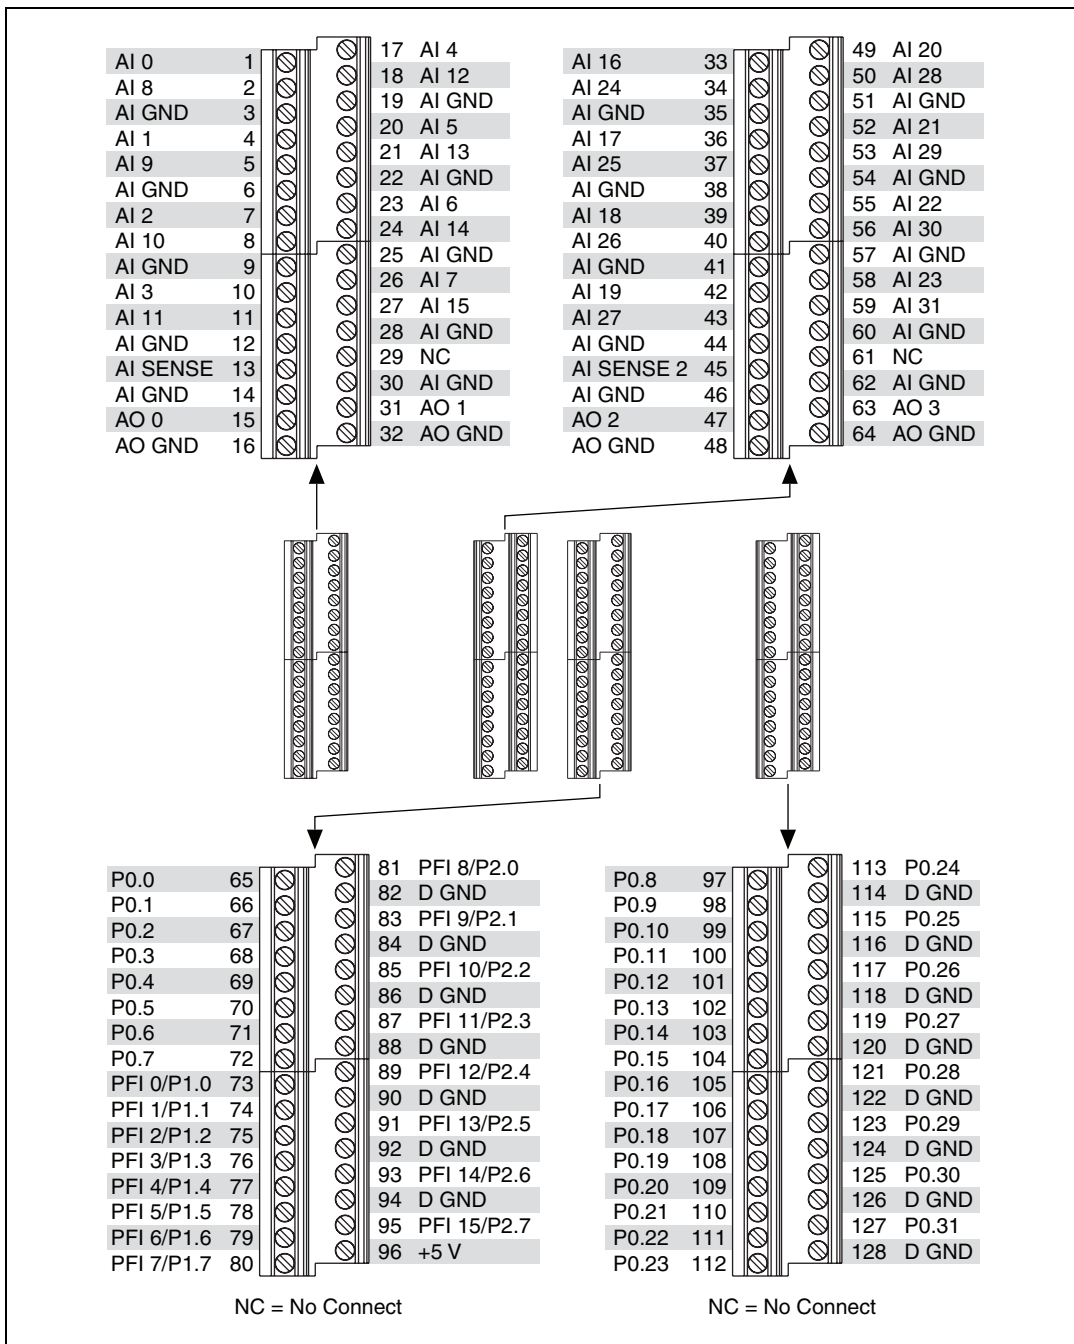 AI 0 1
AI 8 2
AI GND 3
AI 1 4
AI 9 5
AI GND 6
AI 2 7
AI 10 8
AI GND 9
AI 3 10
AI 11 11
AI GND 12
AI SENSE 13
AI GND 14
AO 0 15
AO GND 16
17 AI 4
18 AI 12
19 AI GND
20 AI 5
21 AI 13
22 AI GND
23 AI 6
24 AI 14
25 AI GND
26 AI 7
27 AI 15
28 AI GND
29 NC
30 AI GND
31 AO 1
32 AO GND
AI 16 33
AI 24 34
AI GND 35
AI 17 36
AI 25 37
AI GND 38
AI 18 39
AI 26 40
AI GND 41
AI 19 42
AI 27 43
AI GND 44
AI SENSE 2 45
AI GND 46
AO 2 47
AO GND 48
49 AI 20
50 AI 28
51 AI GND
52 AI 21
53 AI 29
54 AI GND
55 AI 22
56 AI 30
57 AI GND
58 AI 23
59 AI 31
60 AI GND
61 NC
62 AI GND
63 AO 3
64 AO GND
P0.0 65
P0.1 66
P0.2 67
P0.3 68
P0.4 69
P0.5 70
P0.6 71
P0.7 72
PFI 0/P1.0 73
PFI 1/P1.1 74
PFI 2/P1.2 75
PFI 3/P1.3 76
PFI 4/P1.4 77
PFI 5/P1.5 78
PFI 6/P1.6 79
PFI 7/P1.7 80
81 PFI 8/P2.0
82 D GND
83 PFI 9/P2.1
84 D GND
85 PFI 10/P2.2
86 D GND
87 PFI 11/P2.3
88 D GND
89 PFI 12/P2.4
90 D GND
91 PFI 13/P2.5
92 D GND
93 PFI 14/P2.6
94 D GND
95 PFI 15/P2.7
96 +5 V
NC = No Connect
P0.8 97
P0.9 98
P0.10 99
P0.11 100
P0.12 101
P0.13 102
P0.14 103
P0.15 104
P0.16 105
P0.17 106
P0.18 107
P0.19 108
P0.20 109
P0.21 110
P0.22 111
P0.23 112
113 P0.24
114 D GND
115 P0.25
116 D GND
117 P0.26
118 D GND
119 P0.27
120 D GND
121 P0.28
122 D GND
123 P0.29
124 D GND
125 P0.30
126 D GND
127 P0.31
128 D GND
NC = No Connect